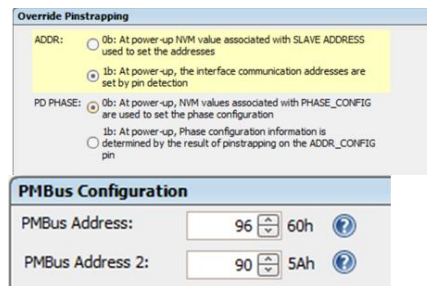 Override Pinstrapping
ADDR: 0b: At power-up NVM value associated with SLAVE ADDRESS
used to set the addresses
1b: At power-up, the interface communication addresses are
set by pin detection
PD PHASE: 0b: At power-up, NVM values associated with PHASE_CONFIG
are used to set the phase configuration
1b: At power-up, Phase configuration information is
determined by the result of pinstrapping on the ADDR_CONFIG
pin
PMBus Configuration
PMBus Address: 96 60h ?
PMBus Address 2: 90 5Ah ?